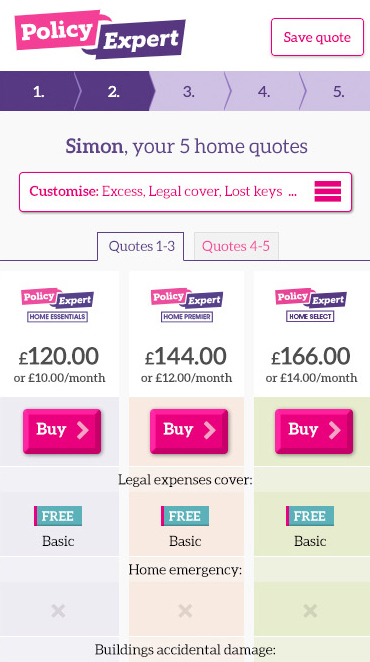 Policy Expert
Save quote
1. 2. 3. 4. 5.
Simon, your 5 home quotes
Customise: Excess, Legal cover, Lost keys ...
Quotes 1-3 Quotes 4-5
Policy Expert Policy Expert Policy Expert
HOME ESSENTIALS HOME PREMIER HOME SELECT
£120.00 £144.00 £166.00
or £10.00/month or £12.00/month or £14.00/month
Buy Buy Buy
Legal expenses cover:
FREE FREE FREE
Basic Basic Basic
Home emergency:
Buildings accidental damage: